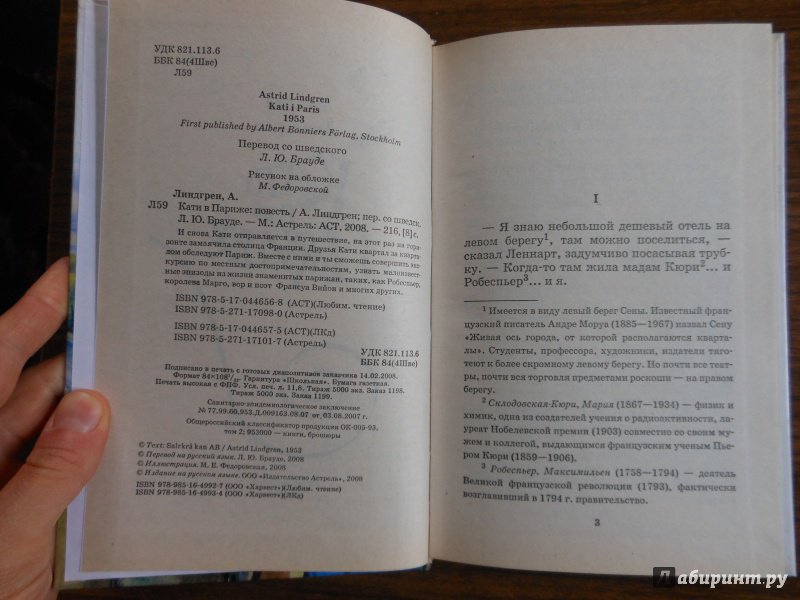 УДК 821.113.6
ББК 84(4Шве)
Л59
Astrid Lindgren
Kati i Paris
1953
First published by Albert Bonniers Förlag, Stockholm
Перевод со шведского
Л. Ю. Брауде
Рисунок на обложке
М. Федоровской
Линдгрен, А.
Л59 Кати в Париже: повесть / А. Линдгрен; пер. со шведск.
Л. Ю. Брауде. — М.: Астрель: АСТ, 2008. — 216, [8] с.
И снова Кати отправляется в путешествие, на этот раз на гори-
зонте замаячила столица Франции. Друзья Кати квартал за кварта-
лом обследуют Париж. Вместе с ними и ты сможешь совершить экс-
курсию по местным достопримечательностям, узнать малоизвест-
ные эпизоды из жизни знаменитых парижан, таких, как Робеспьер,
королева Марго, вор и поэт Франсуа Вийон и многих других.
ISBN 978-5-17-044656-8 (АСТ)(Любим. чтение)
ISBN 978-5-271-17098-0 (Астрель)
ISBN 978-5-17-044657-5 (АСТ)(ЛКд)
ISBN 978-5-271-17101-7 (Астрель)
УДК 821.113.6
ББК 84(4Шве)
Подписано в печать с готовых диапозитивов заказчика 14.02.2008.
Формат 84×108¹/₃₂. Гарнитура «Школьная». Бумага газетная.
Печать высокая с ФПФ. Усл. печ. л. 11,8. Тираж 5000 экз. Заказ 1198.
Тираж 5000 экз. Заказ 1199.
Санитарно-эпидемиологическое заключение
№ 77.99.60.953.Д.009163.08.07 от 03.08.2007 г.
Общероссийский классификатор продукции ОК-005-93,
том 2; 953000 — книги, брошюры
© Text: Saltkråkan AB / Astrid Lindgren, 1953
© Перевод на русский язык. Л. Ю. Брауде, 2008
© Иллюстрации. М. Е. Федоровская, 2008
© Издание на русском языке. ООО «Издательство Астрель», 2008
ISBN 978-985-16-4992-7 (ООО «Харвест»)(Любим. чтение)
ISBN 978-985-16-4993-4 (ООО «Харвест»)(ЛКд)
I
— Я знаю небольшой дешевый отель на
левом берегу¹, там можно поселиться, —
сказал Леннарт, задумчиво посасывая труб-
ку. — Когда-то там жила мадам Кюри²... и
Робеспьер³... и я.
¹ Имеется в виду левый берег Сены. Известный фран-
цузский писатель Андре Моруа (1885—1967) назвал Сену
"Живая ось города, от которой располагаются кварта-
лы". Студенты, профессора, художники, издатели тяго-
теют к более скромному левому берегу. Но почти все теат-
ры, почти вся торговля предметами роскоши — на правом
берегу.
² Склодовская-Кюри, Мария (1867—1934) — физик и
химик, одна из создателей учения о радиоактивности, ла-
уреат Нобелевской премии (1903) совместно со своим му-
жем и коллегой, выдающимся французским ученым Пье-
ром Кюри (1859—1906).
³ Робеспьер, Максимильен (1758—1794) — деятель
Великой французской революции (1793), фактически
возглавивший в 1794 г. правительство.
3
Лабиринт.ру